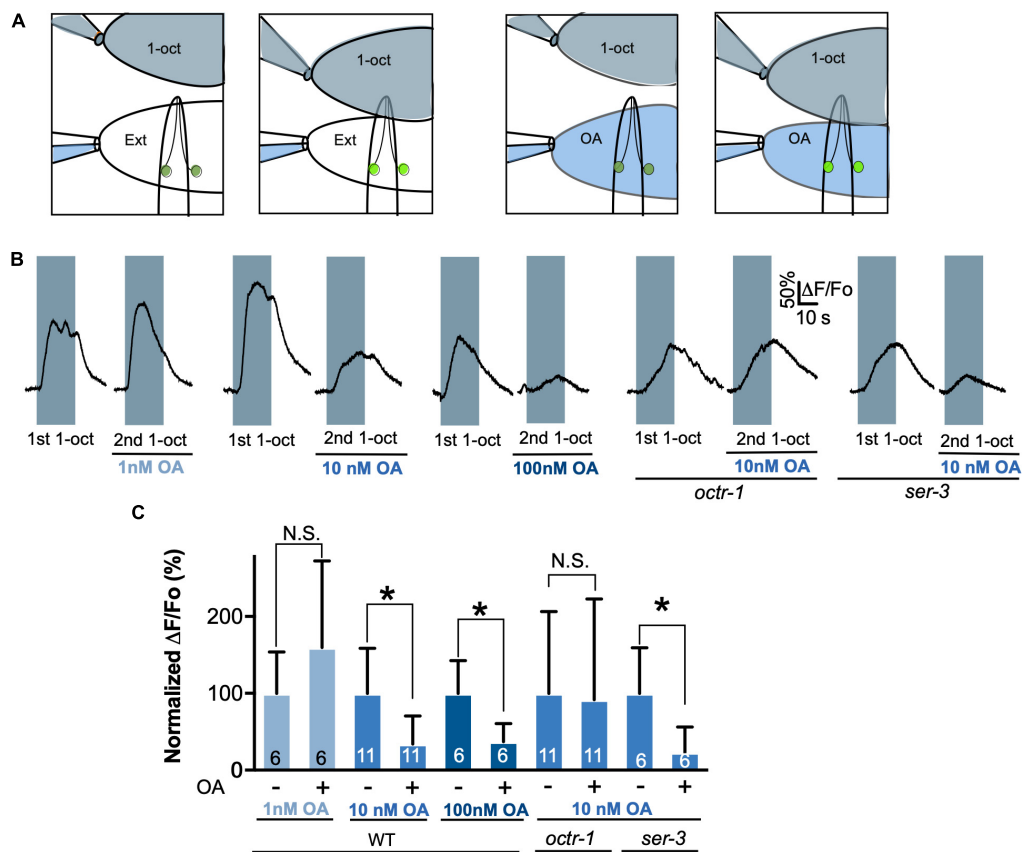 A
1-oct 1-oct 1-oct 1-oct
Ext Ext OA OA
B
50% ΔF/Fo
10 s
1st 1-oct 2nd 1-oct 1st 1-oct 2nd 1-oct 1st 1-oct 2nd 1-oct 1st 1-oct 2nd 1-oct 1st 1-oct 2nd 1-oct
1nM OA 10 nM OA 100nM OA 10nM OA 10 nM OA
octr-1 ser-3
C
Normalized ΔF/Fo (%)
N.S. * * N.S. *
200
100
0
6 6 11 11 6 6 11 11 6 6
OA - + - + - + - + - +
1nM OA 10 nM OA 100nM OA 10 nM OA
WT octr-1 ser-3